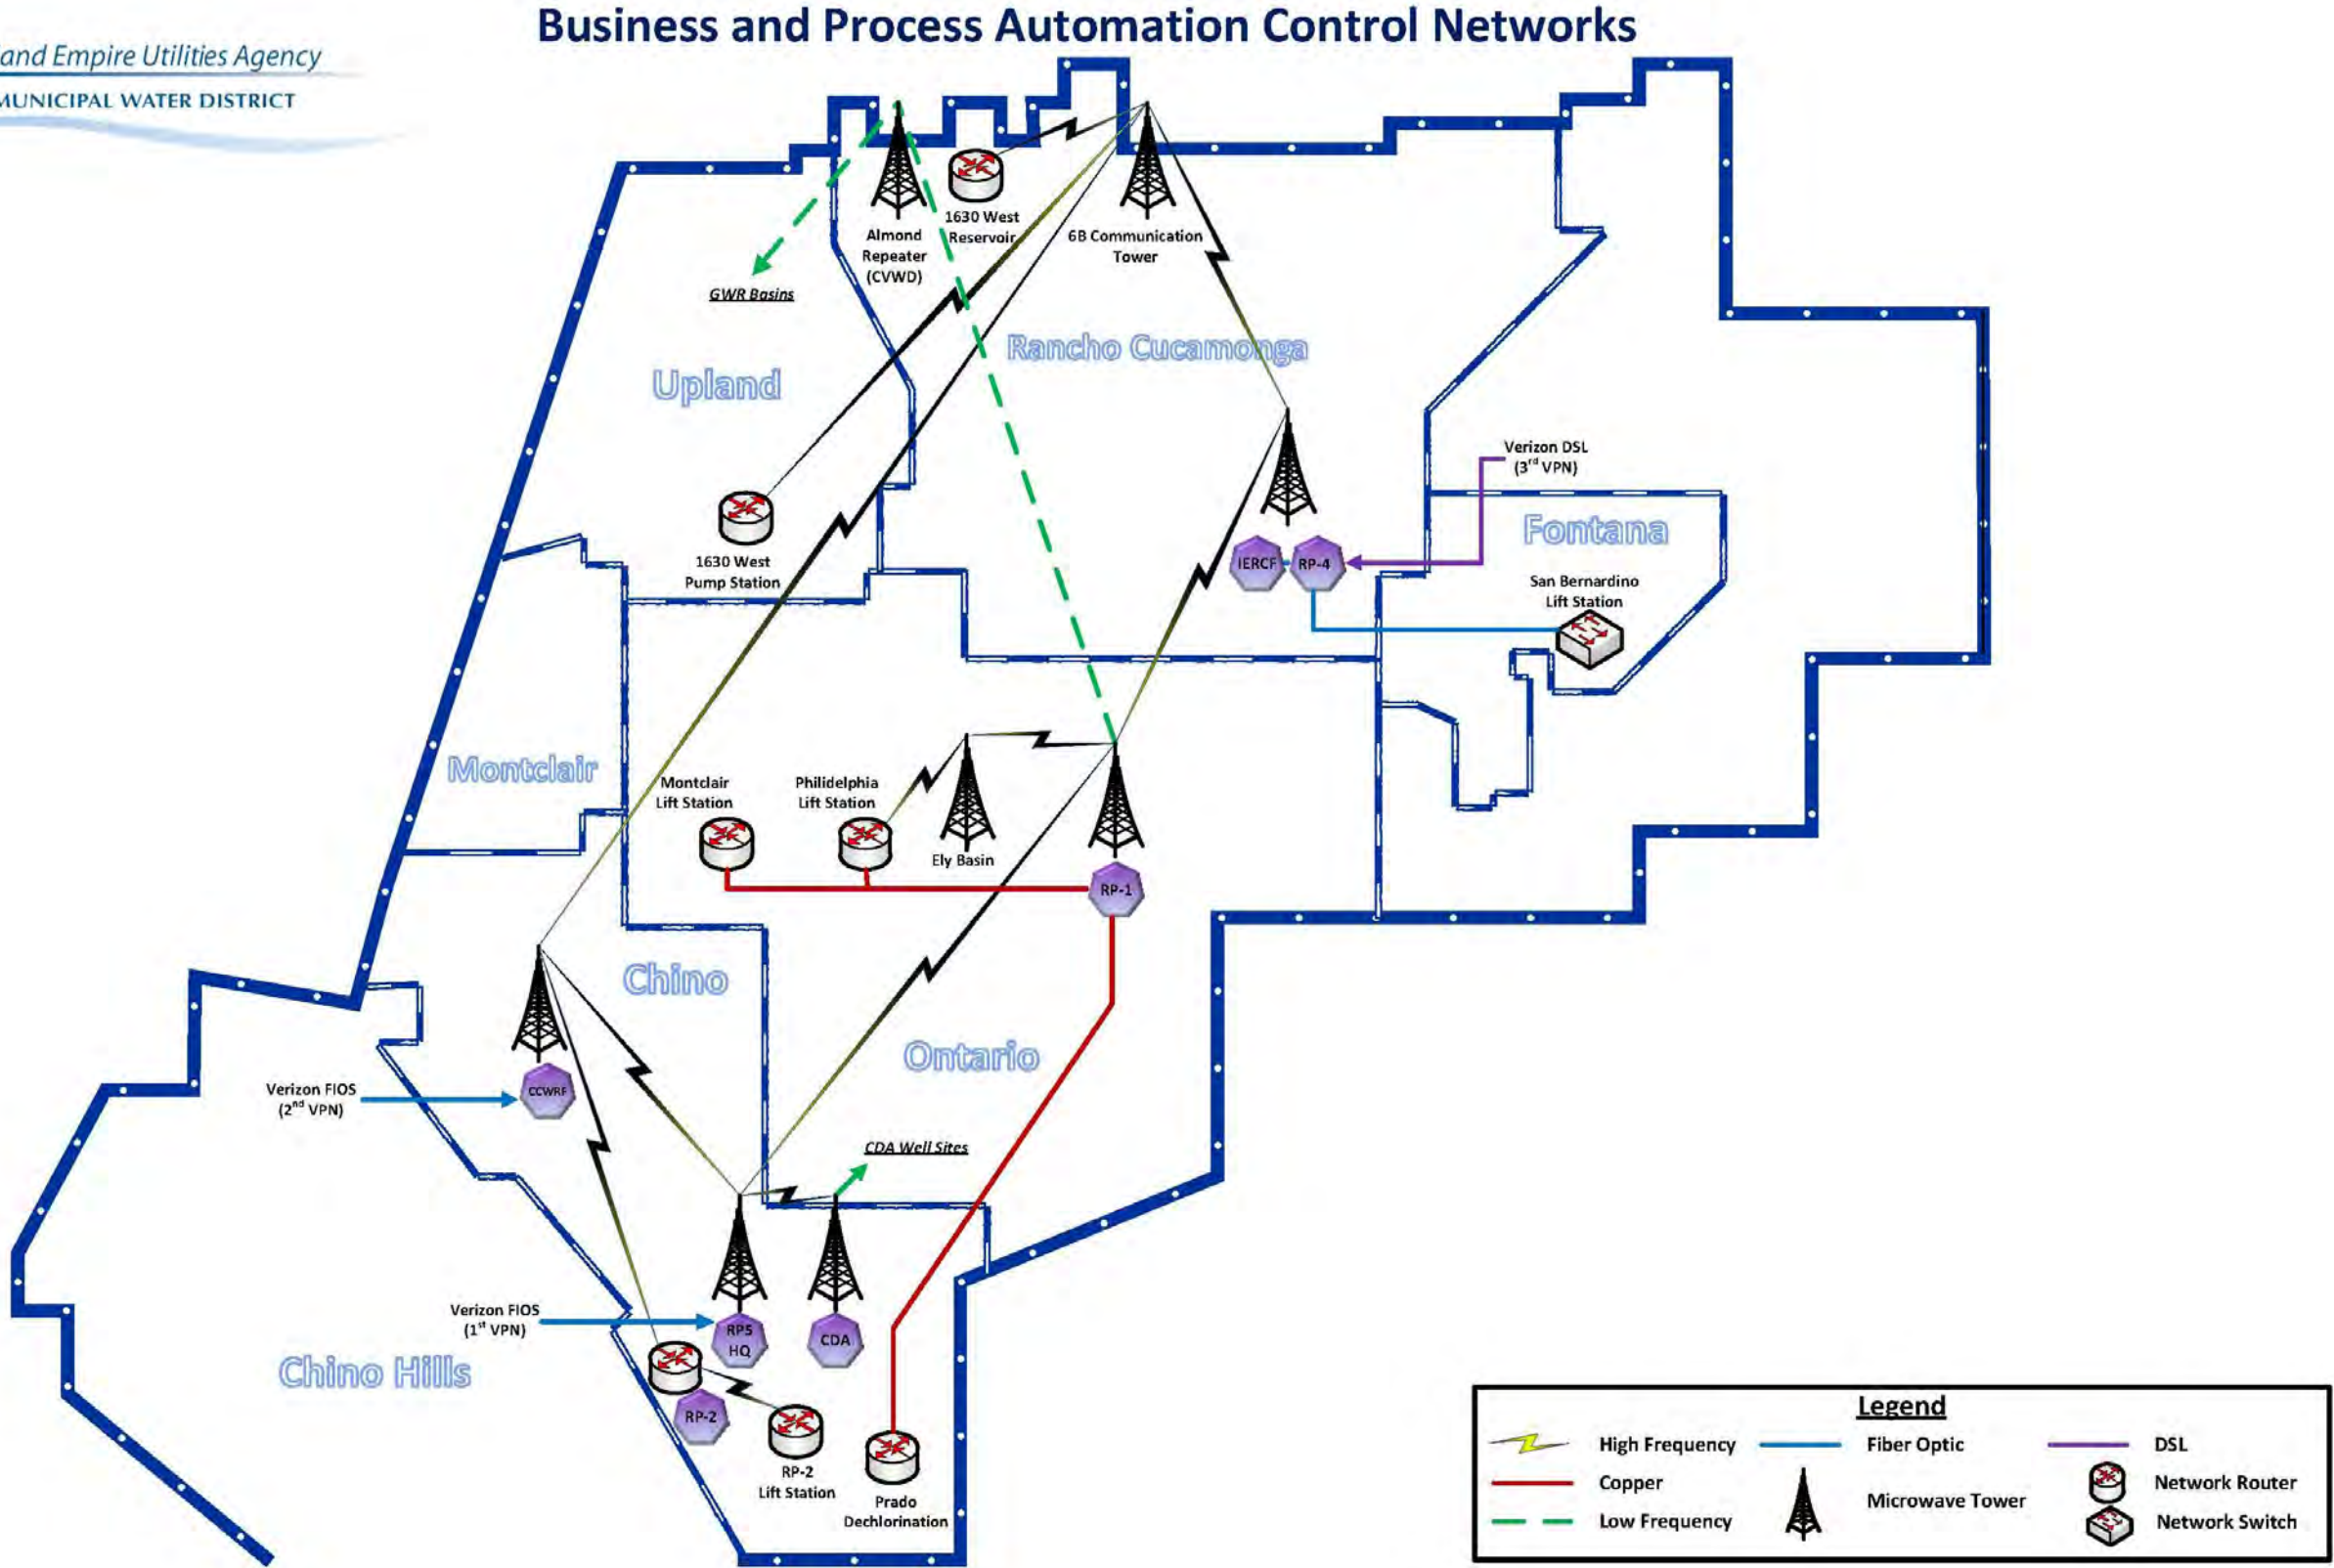 Business and Process Automation Control Networks
and Empire Utilities Agency
MUNICIPAL WATER DISTRICT
Almond
Repeater
(CVWD)
1630 West
Reservoir
6B Communication
Tower
GWR Basins
Rancho Cucamonga
Upland
Verizon DSL
(3rd VPN)
Fontana
1630 West
Pump Station
IERCF
RP-4
San Bernardino
Lift Station
Montclair
Montclair
Lift Station
Philidelphia
Lift Station
Ely Basin
RP-1
Chino
Ontario
Verizon FIOS
(2nd VPN)
CCWRF
CDA Well Sites
Verizon FIOS
(1st VPN)
RP5
HQ
CDA
Chino Hills
RP-2
RP-2
Lift Station
Prado
Dechlorination
Legend
High Frequency
Fiber Optic
DSL
Copper
Microwave Tower
Network Router
Low Frequency
Network Switch